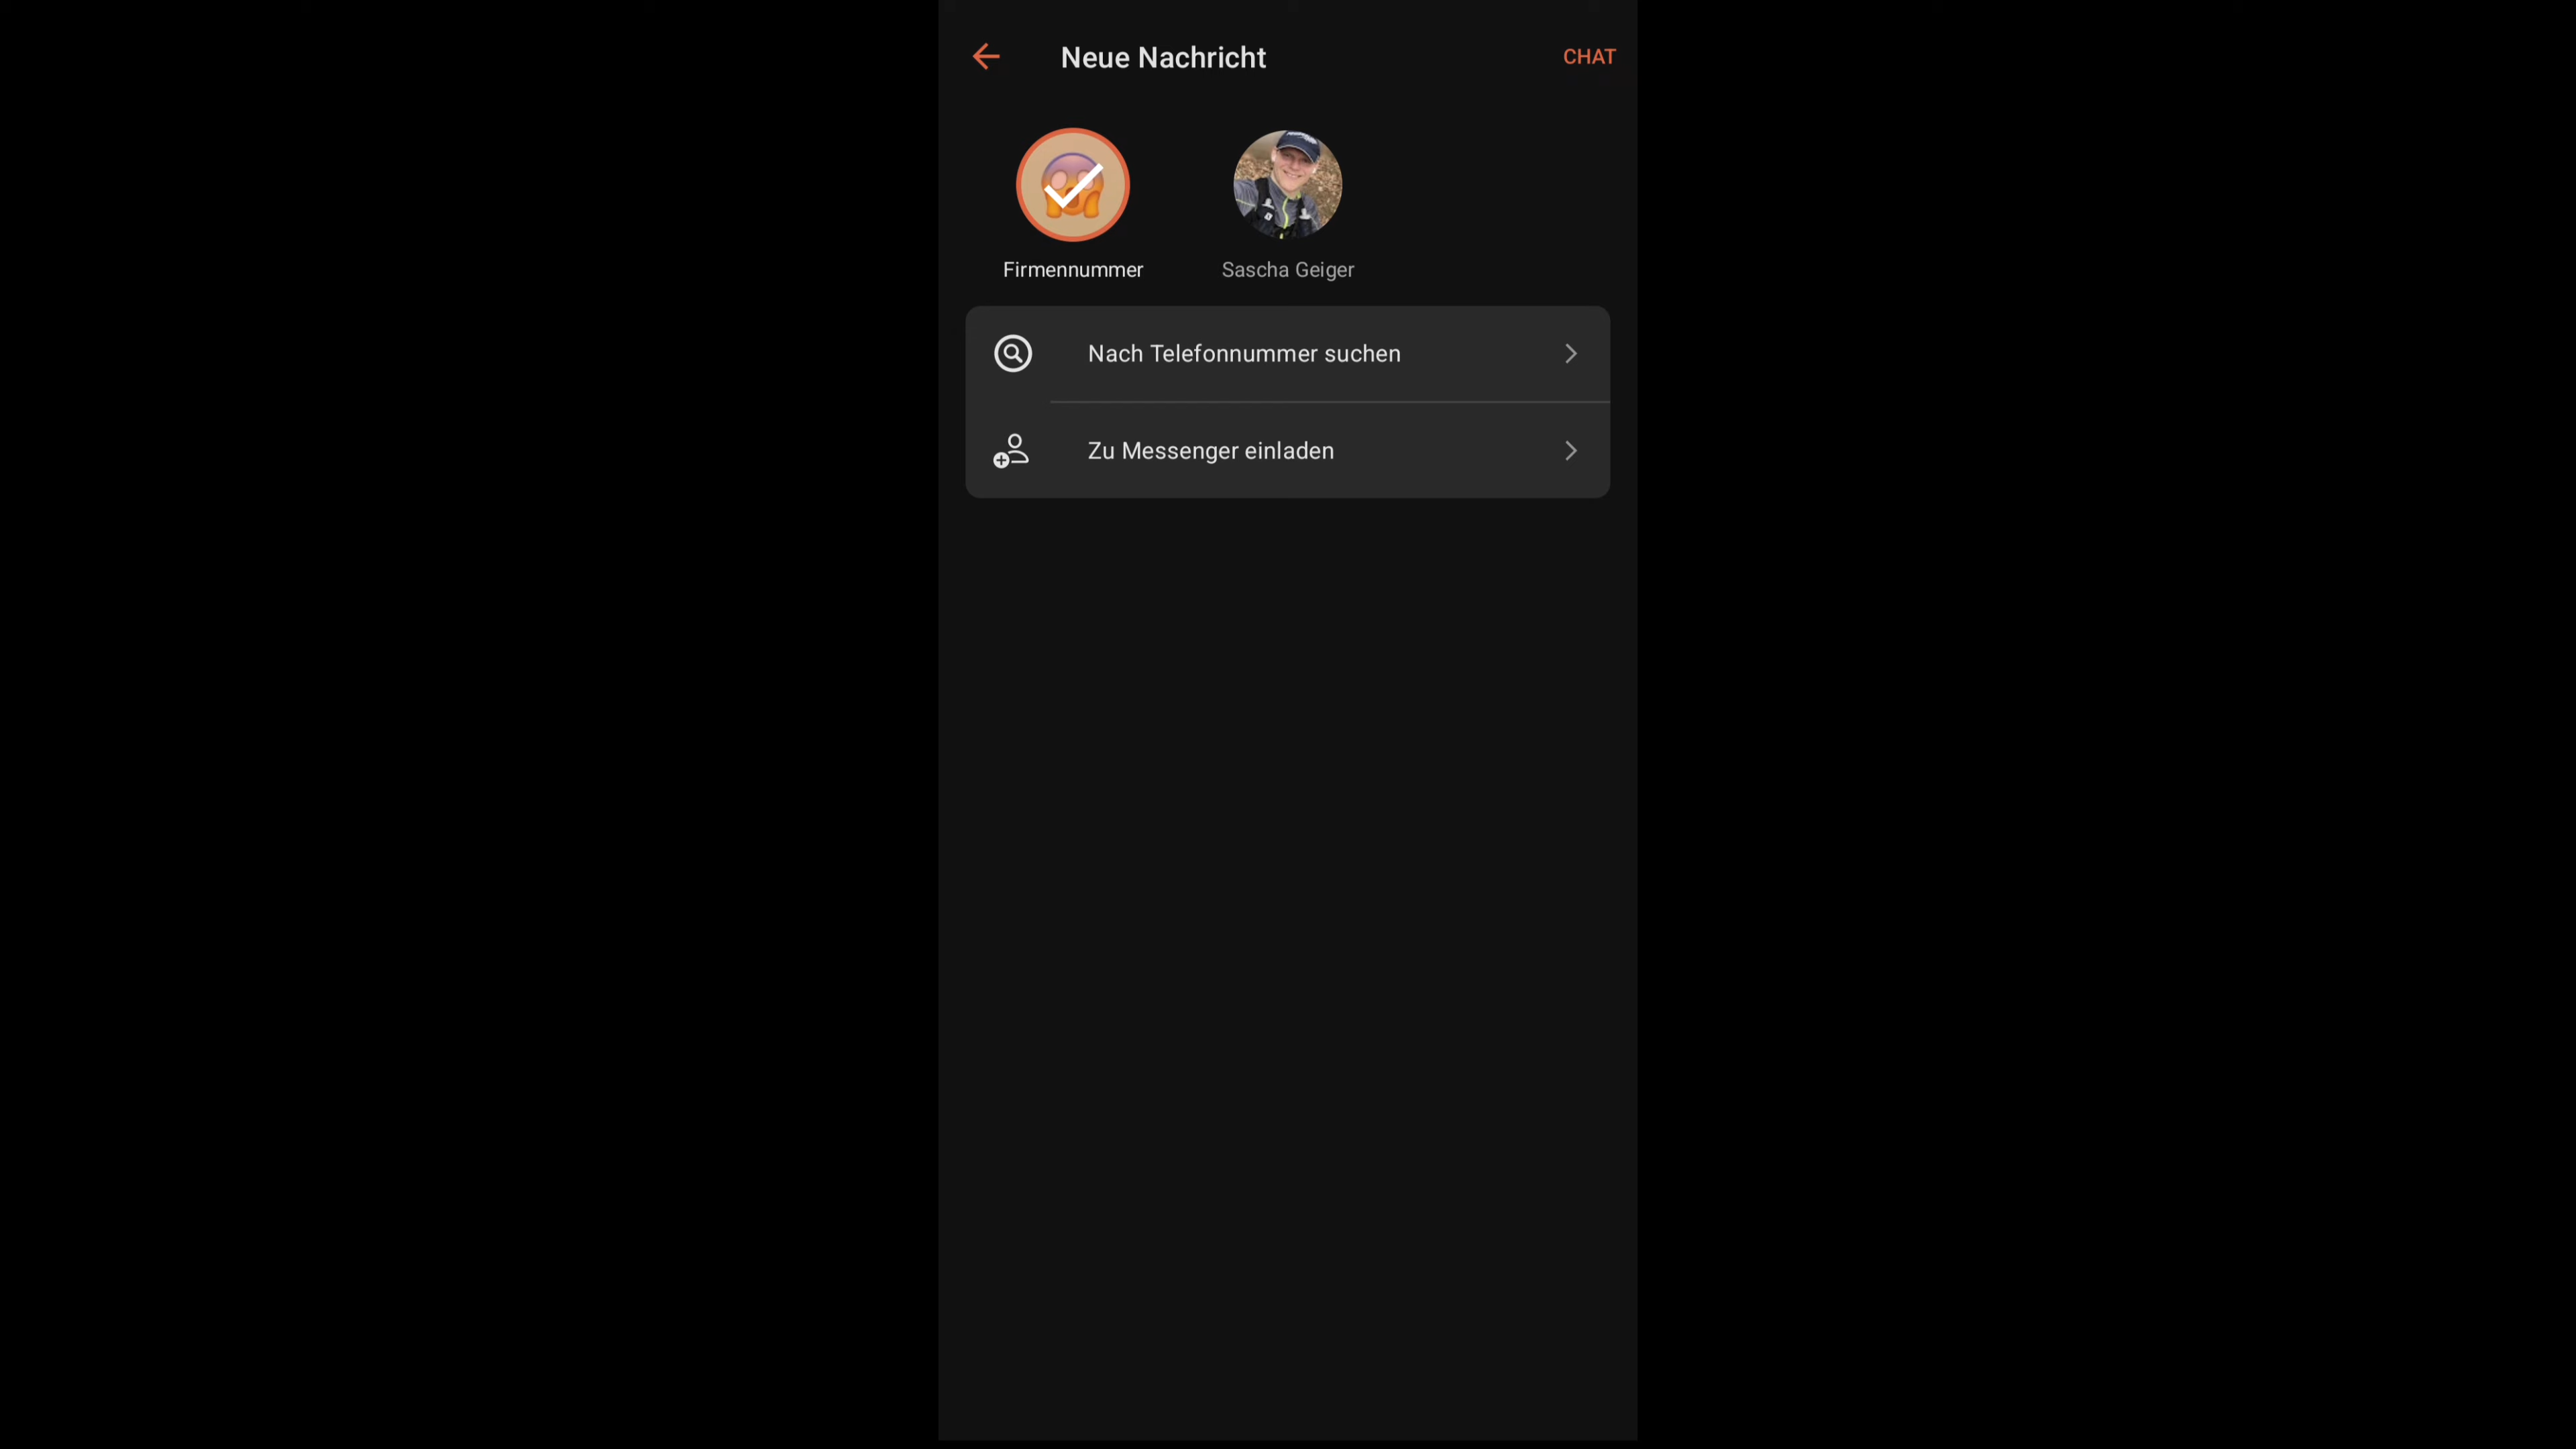 Neue Nachricht
CHAT
Firmennummer
Sascha Geiger
Nach Telefonnummer suchen
Zu Messenger einladen